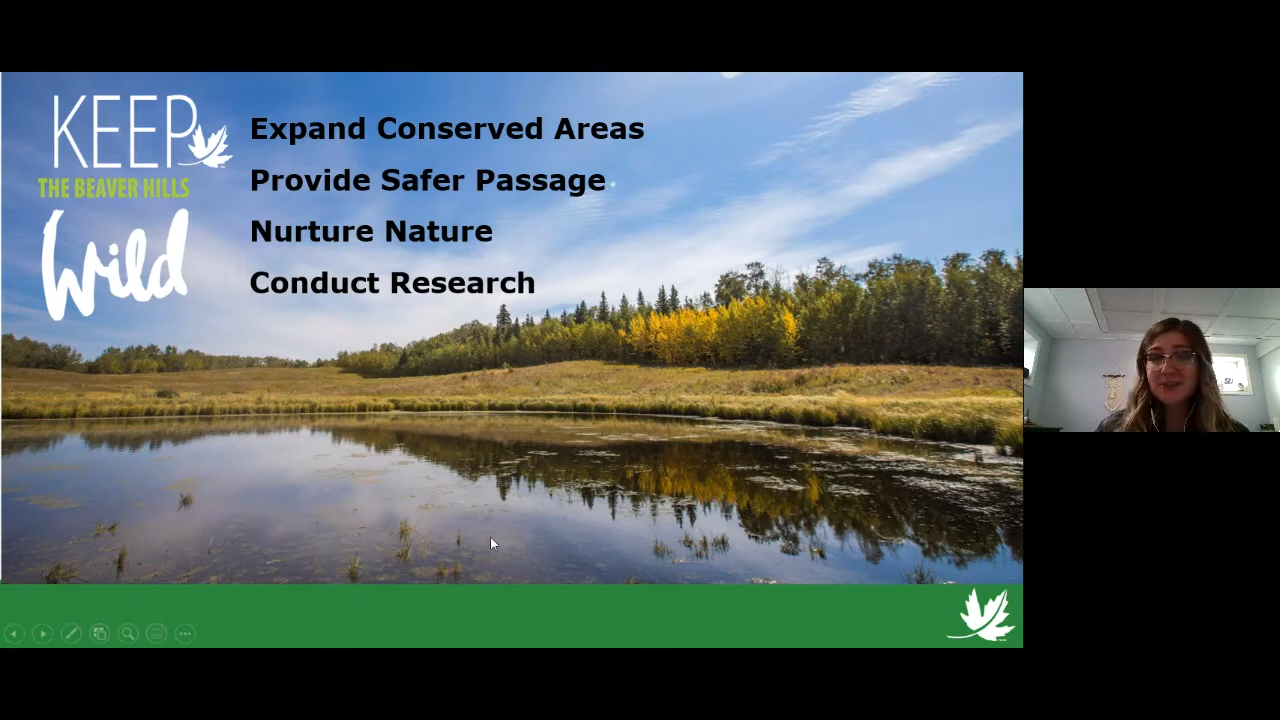 KEEP
THE BEAVER HILLS
Wild
Expand Conserved Areas
Provide Safer Passage
Nurture Nature
Conduct Research